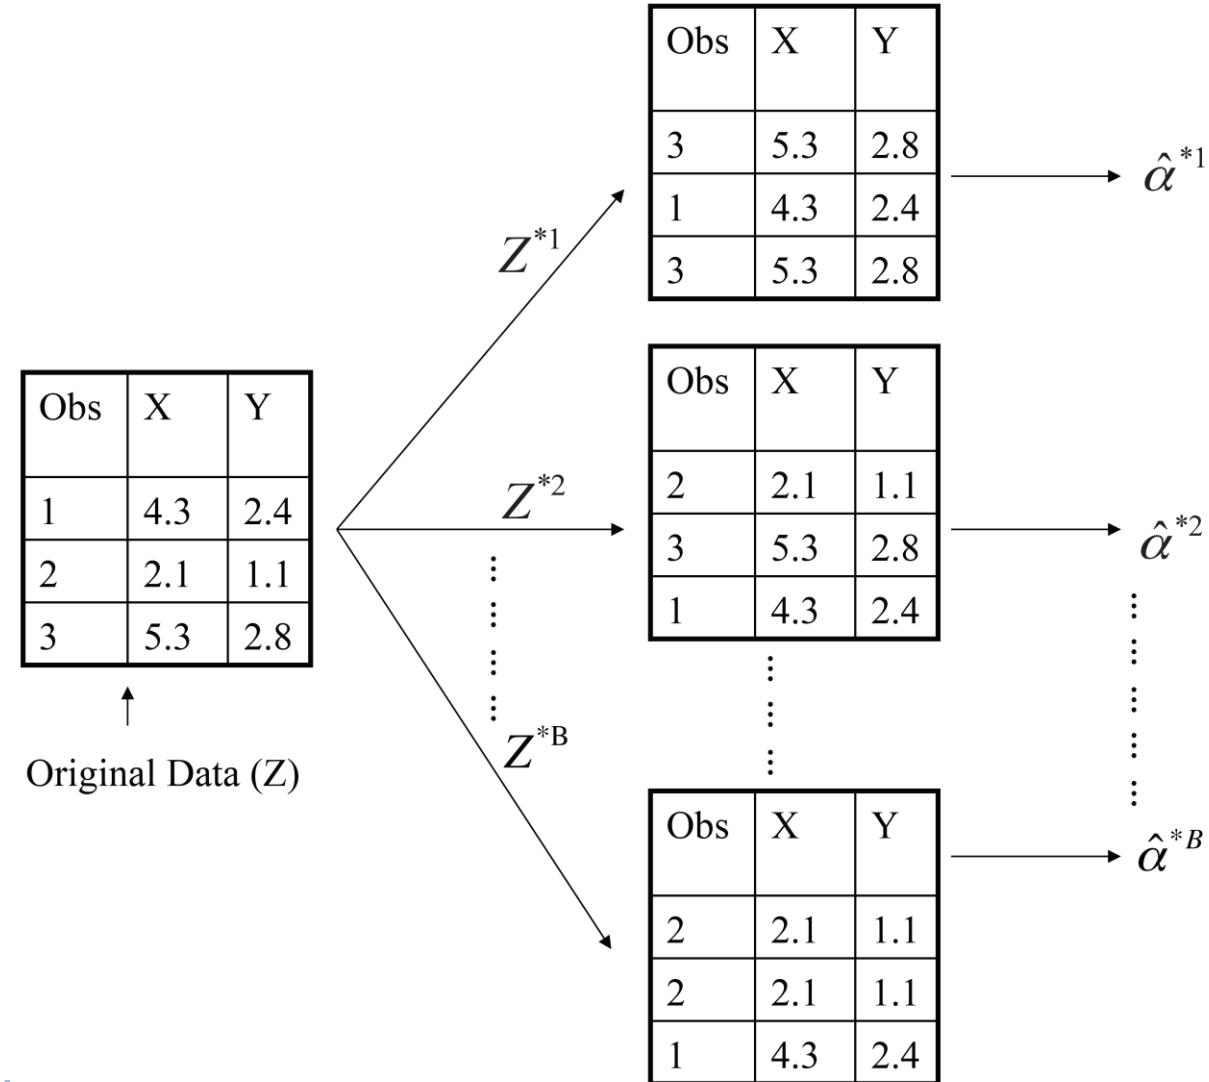 Obs X Y
3 5.3 2.8
1 4.3 2.4
3 5.3 2.8
α̂*1
Z*1
Obs X Y
1 4.3 2.4
2 2.1 1.1
3 5.3 2.8
Original Data (Z)
Z*2
Obs X Y
2 2.1 1.1
3 5.3 2.8
1 4.3 2.4
α̂*2
Z*B
Obs X Y
2 2.1 1.1
2 2.1 1.1
1 4.3 2.4
α̂*B